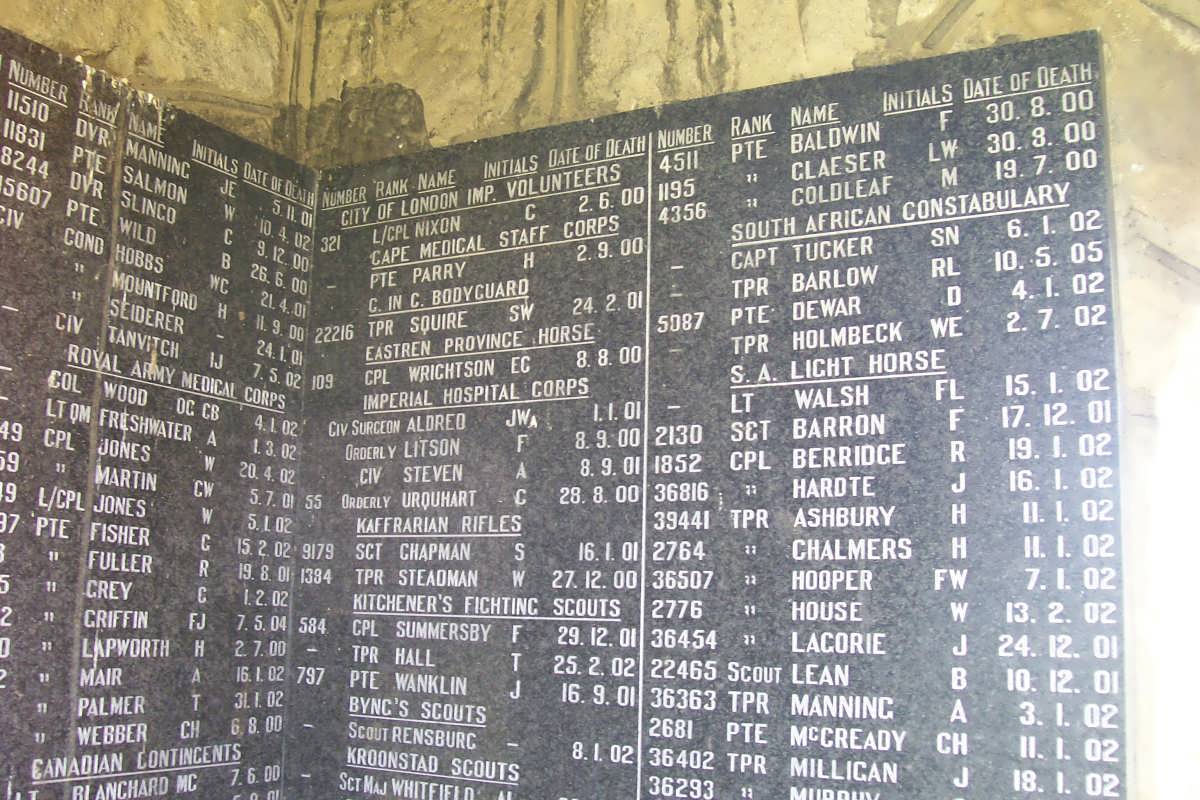 NUMBER RANK NAME INITIALS DATE OF DEATH
11510 DVR MANNING JE 5.11.01
11831 PTE SALMON W 10.4.02
8244 DVR SLINGO C 9.12.00
15607 PTE WILD B 26.6.00
CIV COND HOBBS WC 21.4.01
" MOUNTFORD H 11.9.00
" SEIDERER - 24.1.01
- CIV TANVITCH IJ 7.5.02
ROYAL ARMY MEDICAL CORPS
COL WOOD OC CB 4.1.02
LT QM FRESHWATER A 1.3.02
49 CPL JONES W 20.4.02
59 " MARTIN CW 5.7.01
49 L/CPL JONES W 5.1.02
97 PTE FISHER G 15.2.02
" FULLER R 19.8.01
" GREY C 1.2.02
" GRIFFIN FJ 7.5.04
" LAPWORTH H 2.7.00
" MAIR A 16.1.02
" PALMER T 31.1.02
" WEBBER CH 6.8.00
CANADIAN CONTINGENTS
LT BLANCHARD MC 7.6.00
NUMBER RANK NAME INITIALS DATE OF DEATH
CITY OF LONDON IMP. VOLUNTEERS
321 L/CPL NIXON C 2.6.00
CAPE MEDICAL STAFF CORPS
- PTE PARRY H 2.9.00
C. IN C. BODYGUARD
22216 TPR SQUIRE SW 24.2.01
EASTREN PROVINCE HORSE
109 CPL WRIGHTSON EG 8.8.00
IMPERIAL HOSPITAL CORPS
CIV SURGEON ALDRED JWA 1.1.01
ORDERLY LITSON F 8.9.00
CIV STEVEN A 8.9.01
55 ORDERLY URQUHART G 28.8.00
KAFFRARIAN RIFLES
9179 SGT CHAPMAN S 16.1.01
1384 TPR STEADMAN W 27.12.00
KITCHENER'S FIGHTING SCOUTS
584 CPL SUMMERSBY F 29.12.01
- TPR HALL T 25.2.02
797 PTE WANKLIN J 16.9.01
BYNG'S SCOUTS
- SCOUT RENSBURG - 8.1.02
KROONSTAD SCOUTS
- SGT MAJ WHITFIELD AL
NUMBER RANK NAME INITIALS DATE OF DEATH
4511 PTE BALDWIN F 30.8.00
1195 " CLAESER LW 30.8.00
4356 " COLDLEAF M 19.7.00
SOUTH AFRICAN CONSTABULARY
- CAPT TUCKER SN 6.1.02
- TPR BARLOW RL 10.5.05
5087 PTE DEWAR D 4.1.02
- TPR HOLMBECK WE 2.7.02
S.A. LIGHT HORSE
- LT WALSH FL 15.1.02
2130 SGT BARRON F 17.12.01
1852 CPL BERRIDGE R 19.1.02
36816 " HARDTE J 16.1.02
39441 TPR ASHBURY H 11.1.02
2764 " CHALMERS H 11.1.02
36507 " HOOPER FW 7.1.02
2776 " HOUSE W 13.2.02
36454 " LAGORIE J 24.12.01
22465 SCOUT LEAN B 10.12.01
36363 TPR MANNING A 3.1.02
2681 PTE McCREADY CH 11.1.02
36402 TPR MILLIGAN J 18.1.02
36293 " MURPHY